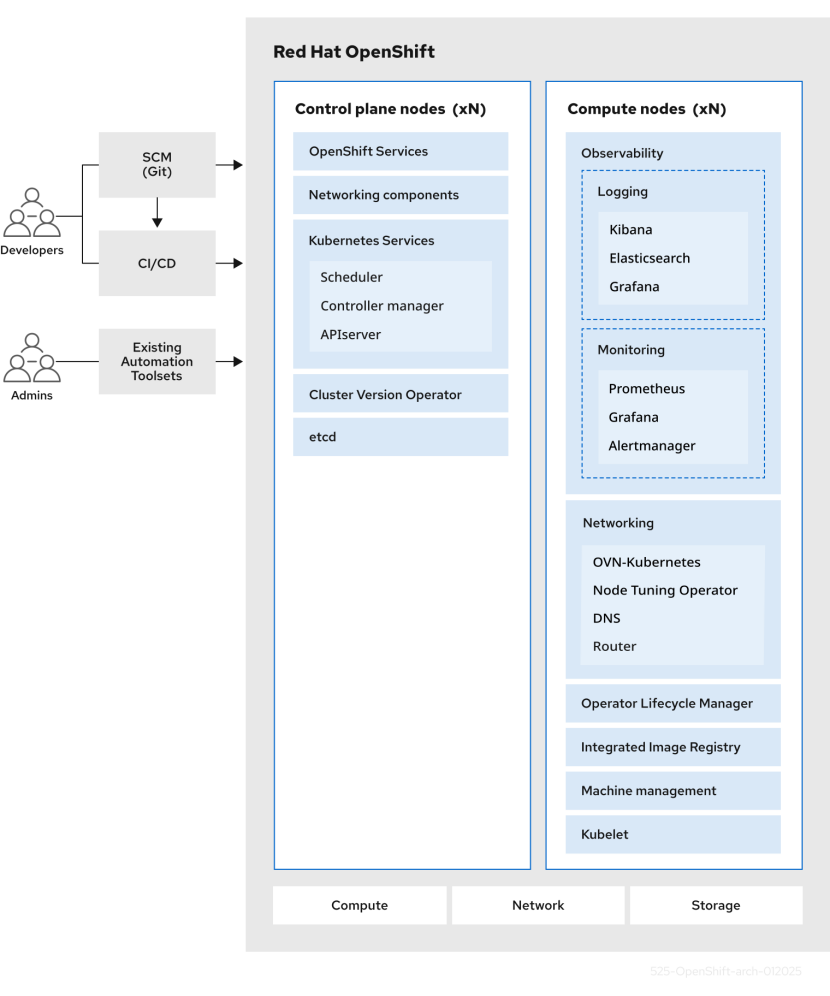 Red Hat OpenShift
SCM
(Git)
Developers
CI/CD
Existing
Automation
Toolsets
Admins
Control plane nodes (xN)
OpenShift Services
Networking components
Kubernetes Services
Scheduler
Controller manager
APIserver
Cluster Version Operator
etcd
Compute nodes (xN)
Observability
Logging
Kibana
Elasticsearch
Grafana
Monitoring
Prometheus
Grafana
Alertmanager
Networking
OVN-Kubernetes
Node Tuning Operator
DNS
Router
Operator Lifecycle Manager
Integrated Image Registry
Machine management
Kubelet
Compute
Network
Storage
525-OpenShift-arch-012025